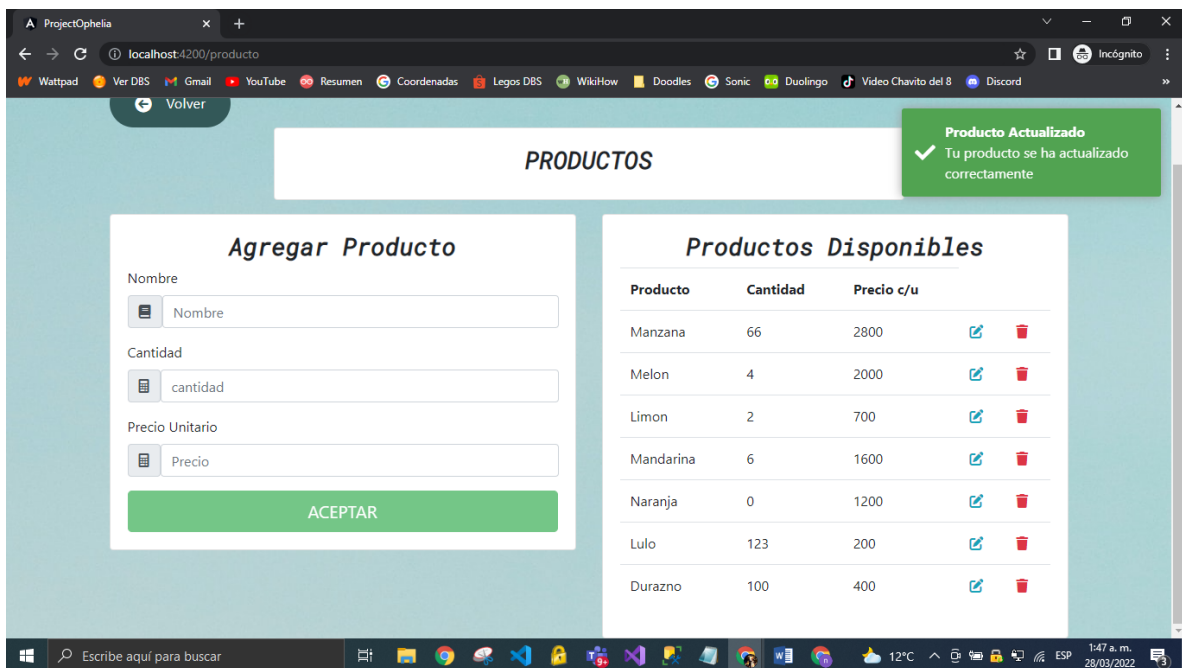 ProjectOphelia
localhost:4200/producto
Incógnito
Wattpad Ver DBS Gmail YouTube Resumen Coordenadas Legos DBS WikiHow Doodles Sonic Duolingo Video Chavito del 8 Discord »
Volver
Producto Actualizado
Tu producto se ha actualizado
correctamente
PRODUCTOS
Agregar Producto
Nombre
Nombre
Cantidad
cantidad
Precio Unitario
Precio
ACEPTAR
Productos Disponibles
Producto Cantidad Precio c/u
Manzana 66 2800
Melon 4 2000
Limon 2 700
Mandarina 6 1600
Naranja 0 1200
Lulo 123 200
Durazno 100 400
Escribe aquí para buscar
9+
12°C
ESP
1:47 a. m.
28/03/2022